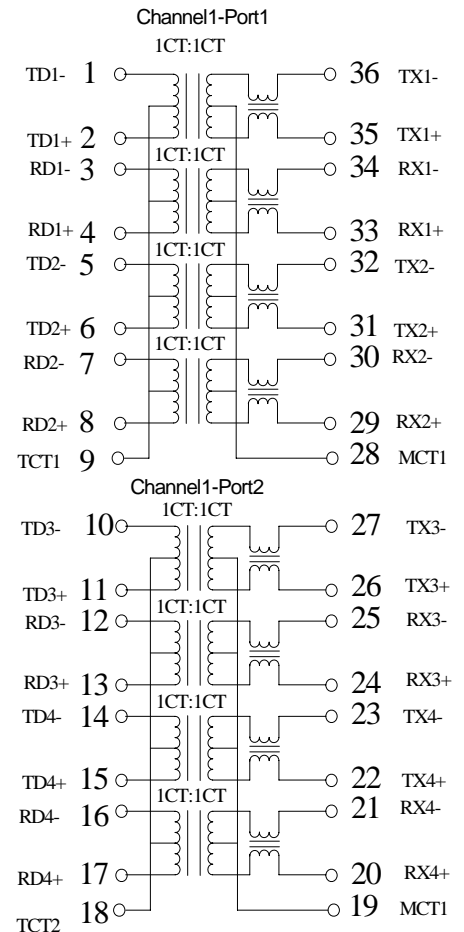 Channel1-Port1
1CT:1CT
TD1- 1 36 TX1-
TD1+ 2 35 TX1+
1CT:1CT
RD1- 3 34 RX1-
RD1+ 4 33 RX1+
1CT:1CT
TD2- 5 32 TX2-
TD2+ 6 31 TX2+
1CT:1CT
RD2- 7 30 RX2-
RD2+ 8 29 RX2+
TCT1 9 28 MCT1
Channel1-Port2
1CT:1CT
TD3- 10 27 TX3-
TD3+ 11 26 TX3+
1CT:1CT
RD3- 12 25 RX3-
RD3+ 13 24 RX3+
1CT:1CT
TD4- 14 23 TX4-
TD4+ 15 22 TX4+
1CT:1CT
RD4- 16 21 RX4-
RD4+ 17 20 RX4+
TCT2 18 19 MCT1